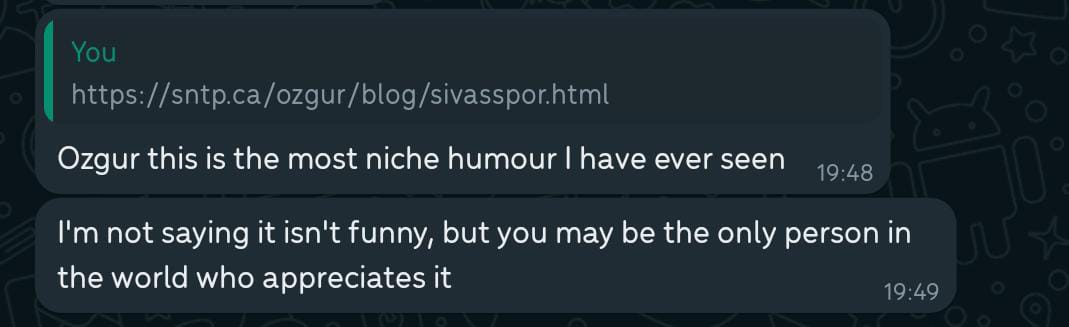 You
https://sntp.ca/ozgur/blog/sivasspor.html
Ozgur this is the most niche humour I have ever seen
19:48
I'm not saying it isn't funny, but you may be the only person in
the world who appreciates it
19:49